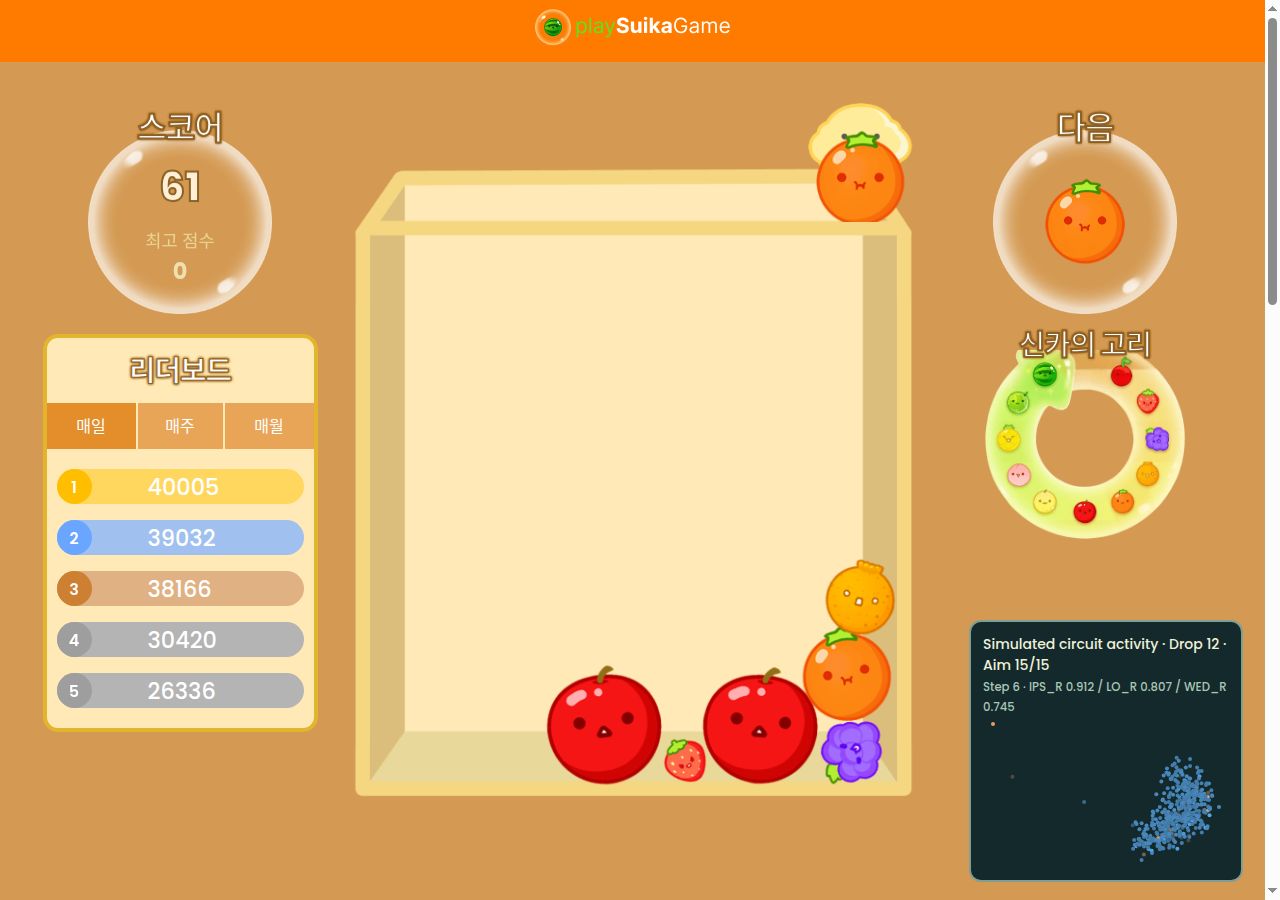 playSuikaGame
스코어
61
최고 점수
0
리더보드
매일 매주 매월
1 40005
2 39032
3 38166
4 30420
5 26336
다음
신카의 고리
Simulated circuit activity · Drop 12 ·
Aim 15/15
Step 6 · IPS_R 0.912 / LO_R 0.807 / WED_R
0.745